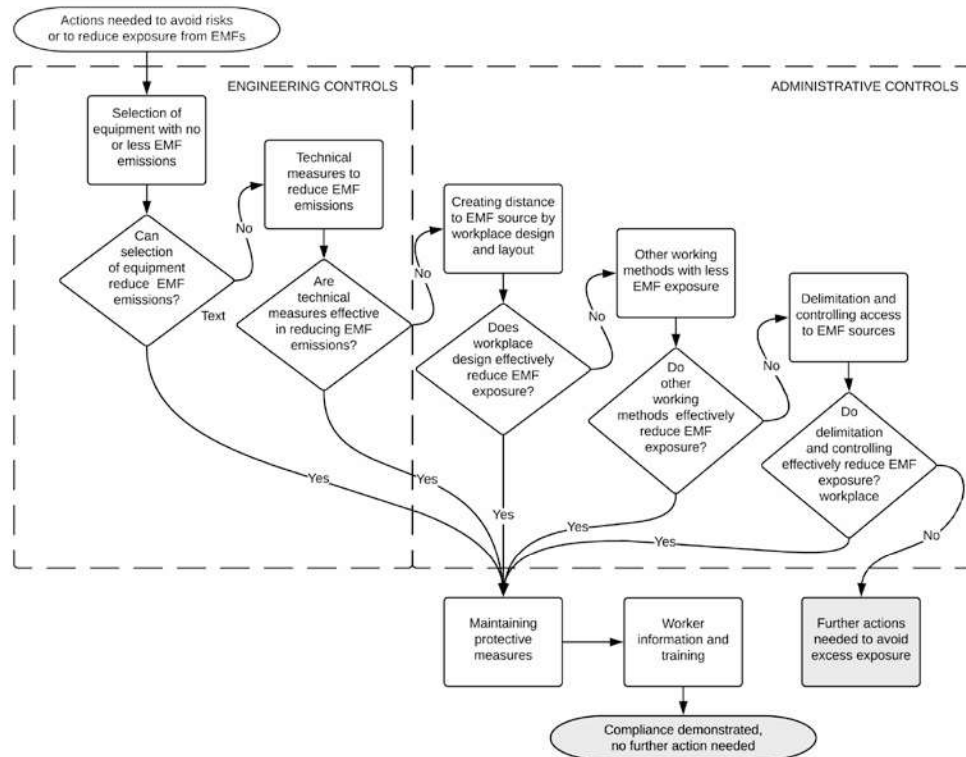 Actions needed to avoid risks
or to reduce exposure from EMFs
ENGINEERING CONTROLS
ADMINISTRATIVE CONTROLS
Selection of
equipment with no
or less EMF
emissions
Can
selection
of equipment
reduce EMF
emissions?
No
Text
Yes
Technical
measures to
reduce EMF
emissions
Are
technical
measures effective
in reducing EMF
emissions?
No
Yes
Creating distance
to EMF source by
workplace design
and layout
Does
workplace
design effectively
reduce EMF
exposure?
No
Yes
Other working
methods with less
EMF exposure
Do
other
working
methods effectively
reduce EMF
exposure?
No
Yes
Delimitation and
controlling access
to EMF sources
Do
delimitation
and controlling
effectively reduce EMF
exposure?
workplace
No
Yes
Maintaining
protective
measures
Worker
information and
training
Further actions
needed to avoid
excess exposure
Compliance demonstrated,
no further action needed